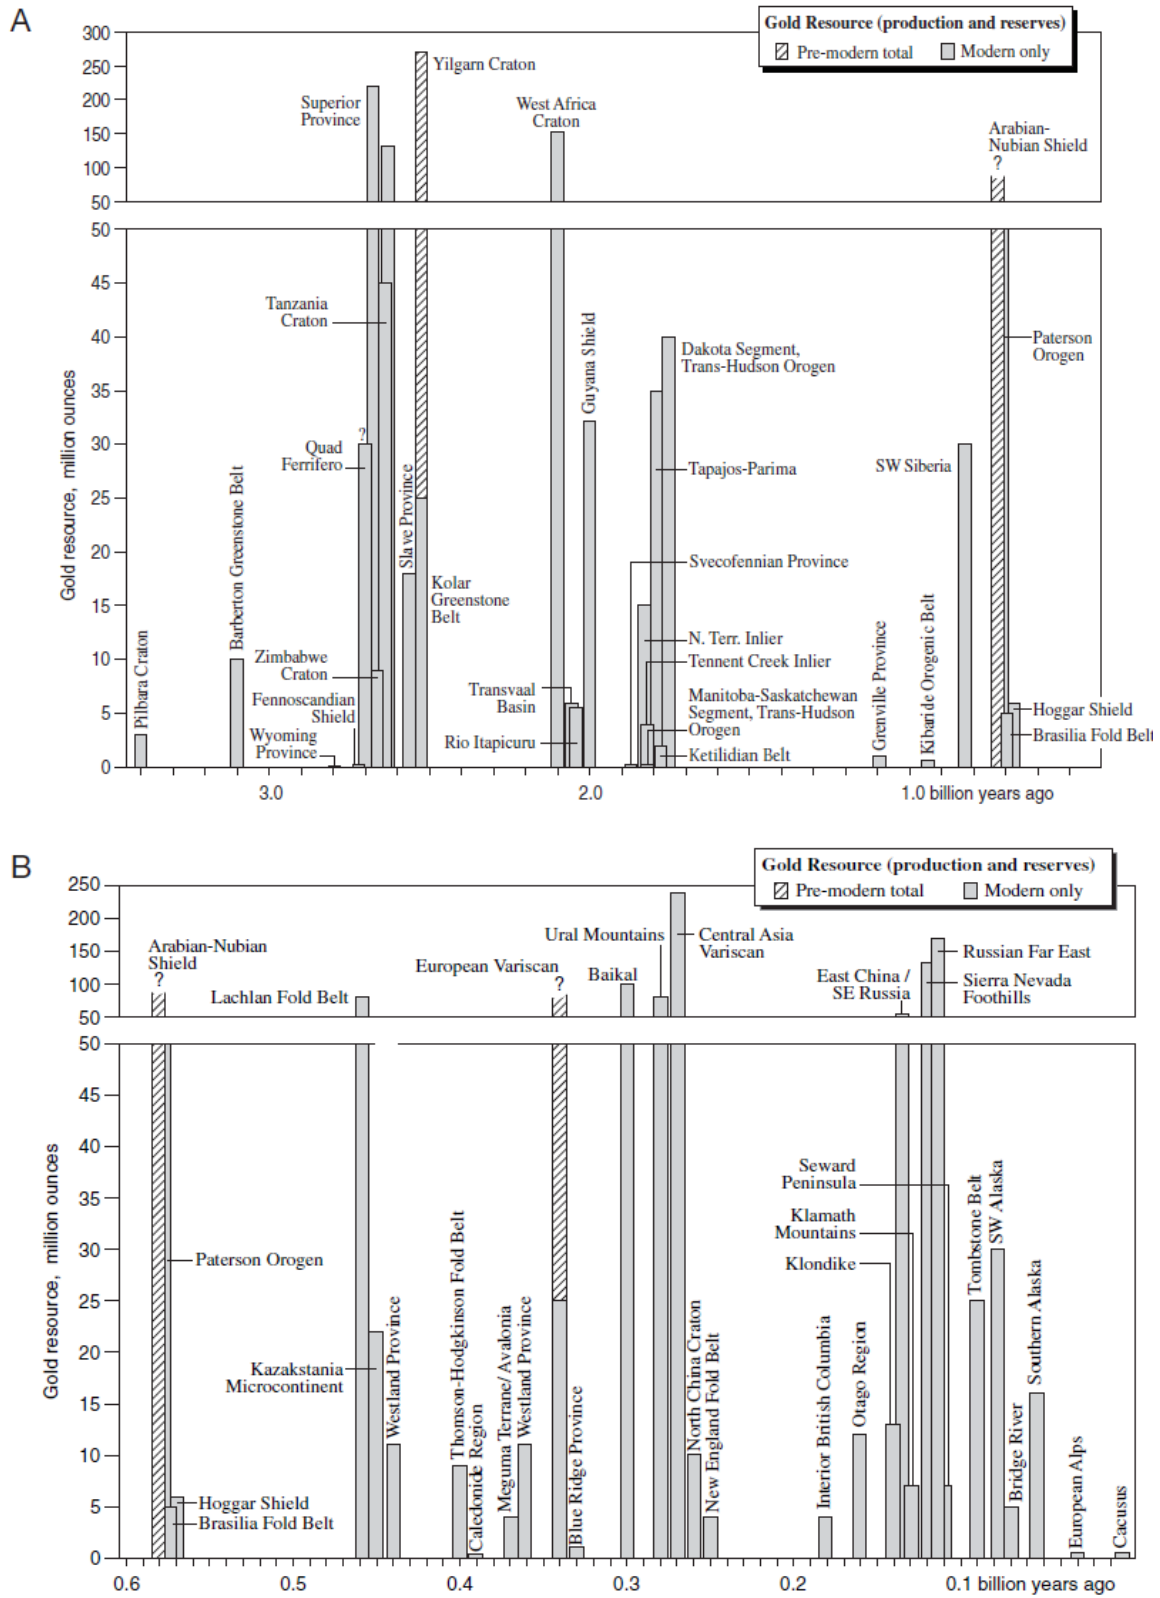 A
Gold Resource (production and reserves)
Pre-modern total
Modern only
300
250
200
150
100
50
Superior
Province
Yilgarn Craton
West Africa
Craton
Arabian-
Nubian Shield
?
50
45
40
35
30
25
20
15
10
5
0
Gold resource, million ounces
Pilbara Craton
Barberton Greenstone Belt
Tanzania
Craton
?
Quad
Ferrifero
Zimbabwe
Craton
Fennoscandian
Shield
Wyoming
Province
Slave Province
Kolar
Greenstone
Belt
Transvaal
Basin
Rio Itapicuru
Guyana Shield
Dakota Segment,
Trans-Hudson Orogen
Tapajos-Parima
Svecofennian Province
N. Terr. Inlier
Tennent Creek Inlier
Manitoba-Saskatchewan
Segment, Trans-Hudson
Orogen
Ketilidian Belt
Grenville Province
Kibaride Orogenic Belt
SW Siberia
Paterson
Orogen
Hoggar Shield
Brasilia Fold Belt
3.0
2.0
1.0 billion years ago
B
Gold Resource (production and reserves)
Pre-modern total
Modern only
250
200
150
100
50
Arabian-Nubian
Shield
?
Lachlan Fold Belt
European Variscan
?
Baikal
Ural Mountains
Central Asia
Variscan
East China /
SE Russia
Russian Far East
Sierra Nevada
Foothills
50
45
40
35
30
25
20
15
10
5
0
Gold resource, million ounces
Paterson Orogen
Hoggar Shield
Brasilia Fold Belt
Kazakstania
Microcontinent
Westland Province
Thomson-Hodgkinson Fold Belt
Caledonide Region
Meguma Terrane/Avalonia
Westland Province
Blue Ridge Province
North China Craton
New England Fold Belt
Interior British Columbia
Otago Region
Seward
Peninsula
Klamath
Mountains
Klondike
Tombstone Belt
SW Alaska
Bridge River
Southern Alaska
European Alps
Cacusus
0.6
0.5
0.4
0.3
0.2
0.1 billion years ago